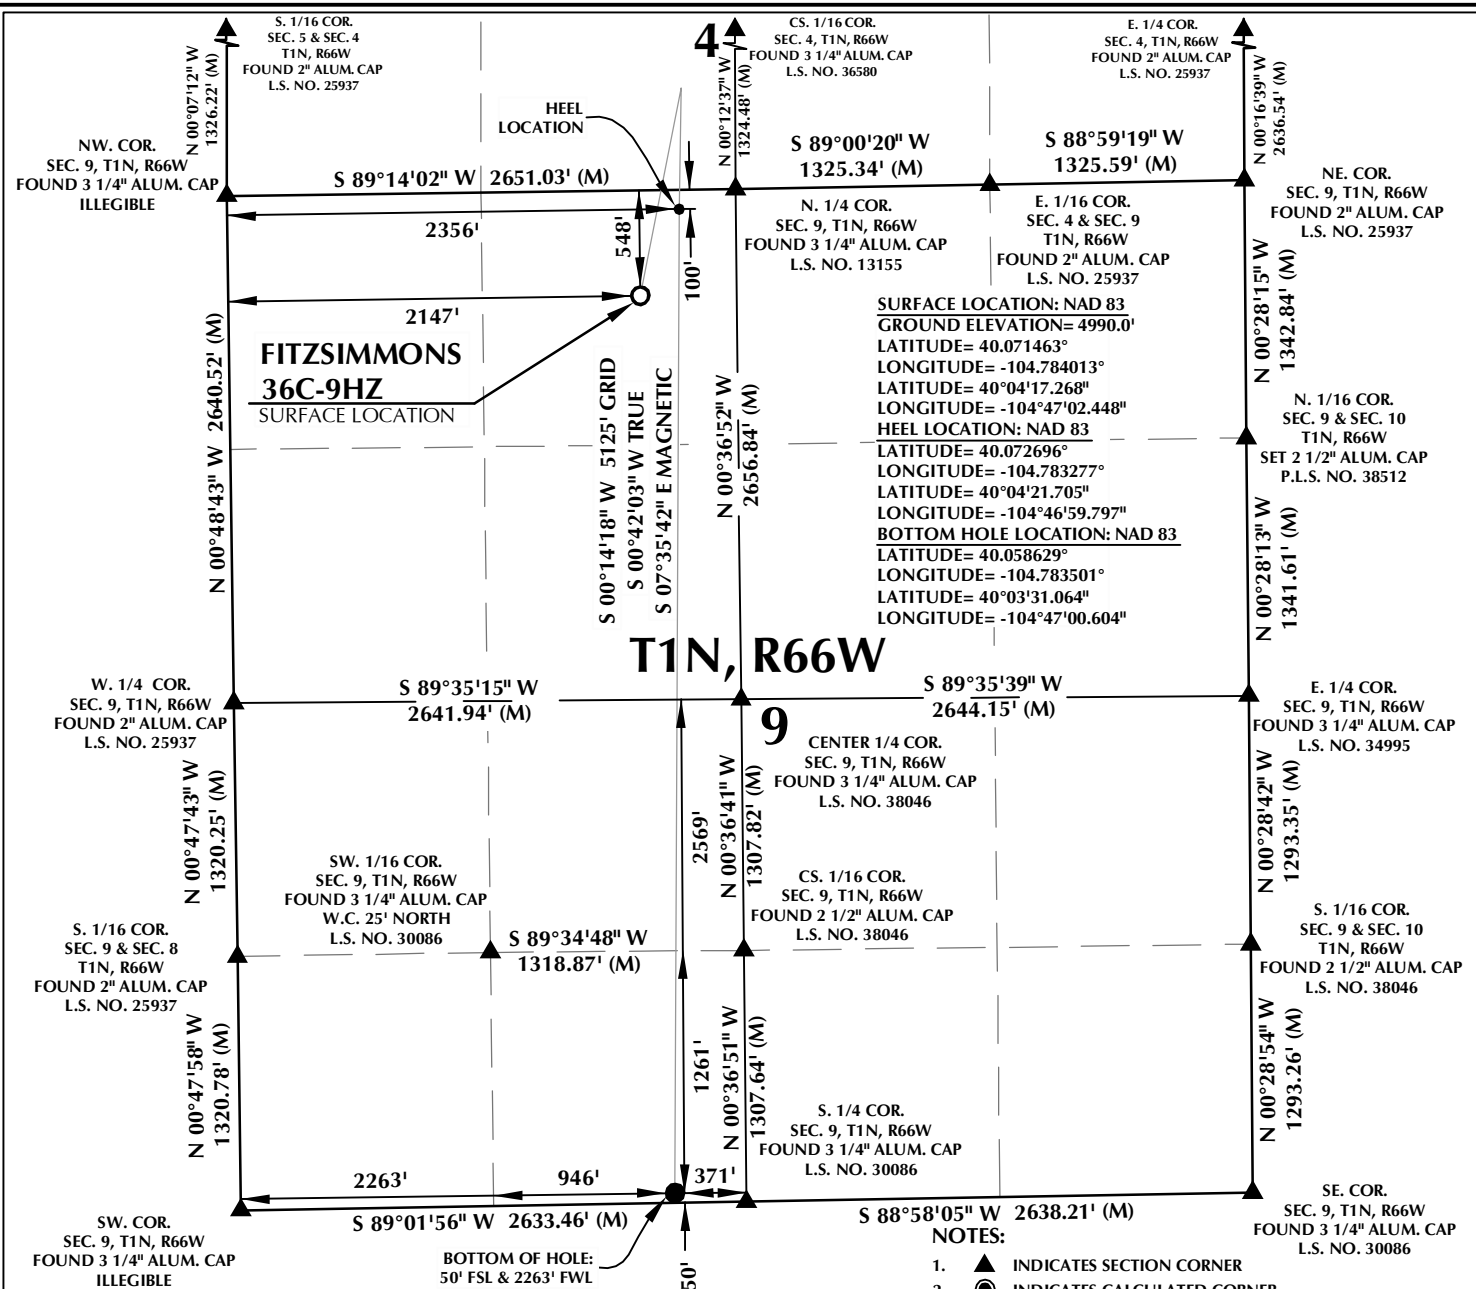 S. 1/16 COR.
SEC. 5 & SEC. 4
T1N, R66W
FOUND 2" ALUM. CAP
L.S. NO. 25937
4
CS. 1/16 COR.
SEC. 4, T1N, R66W
FOUND 3 1/4" ALUM. CAP
L.S. NO. 36580
E. 1/4 COR.
SEC. 4, T1N, R66W
FOUND 2" ALUM. CAP
L.S. NO. 25937
N 00°07'12" W
1326.22' (M)
N 00°12'37" W
1324.48' (M)
N 00°16'39" W
2636.54' (M)
HEEL
LOCATION
NW. COR.
SEC. 9, T1N, R66W
FOUND 3 1/4" ALUM. CAP
ILLEGIBLE
S 89°14'02" W 2651.03' (M)
S 89°00'20" W
1325.34' (M)
S 88°59'19" W
1325.59' (M)
NE. COR.
SEC. 9, T1N, R66W
FOUND 2" ALUM. CAP
L.S. NO. 25937
N. 1/4 COR.
SEC. 9, T1N, R66W
FOUND 3 1/4" ALUM. CAP
L.S. NO. 13155
E. 1/16 COR.
SEC. 4 & SEC. 9
T1N, R66W
FOUND 2" ALUM. CAP
L.S. NO. 25937
2356'
548'
100'
2147'
FITZSIMMONS
36C-9HZ
SURFACE LOCATION
SURFACE LOCATION: NAD 83
GROUND ELEVATION= 4990.0'
LATITUDE= 40.071463°
LONGITUDE= -104.784013°
LATITUDE= 40°04'17.268"
LONGITUDE= -104°47'02.448"
HEEL LOCATION: NAD 83
LATITUDE= 40.072696°
LONGITUDE= -104.783277°
LATITUDE= 40°04'21.705"
LONGITUDE= -104°46'59.797"
BOTTOM HOLE LOCATION: NAD 83
LATITUDE= 40.058629°
LONGITUDE= -104.783501°
LATITUDE= 40°03'31.064"
LONGITUDE= -104°47'00.604"
N 00°48'43" W 2640.52' (M)
S 00°14'18" W 5125' GRID
S 00°42'03" W TRUE
S 07°35'42" E MAGNETIC
N 00°36'52" W
2656.84' (M)
N 00°28'15" W
1342.84' (M)
N. 1/16 COR.
SEC. 9 & SEC. 10
T1N, R66W
SET 2 1/2" ALUM. CAP
P.L.S. NO. 38512
N 00°28'13" W
1341.61' (M)
T1N, R66W
9
W. 1/4 COR.
SEC. 9, T1N, R66W
FOUND 2" ALUM. CAP
L.S. NO. 25937
S 89°35'15" W
2641.94' (M)
S 89°35'39" W
2644.15' (M)
E. 1/4 COR.
SEC. 9, T1N, R66W
FOUND 3 1/4" ALUM. CAP
L.S. NO. 34995
CENTER 1/4 COR.
SEC. 9, T1N, R66W
FOUND 3 1/4" ALUM. CAP
L.S. NO. 38046
N 00°47'43" W
1320.25' (M)
2569'
N 00°36'41" W
1307.82' (M)
N 00°28'42" W
1293.35' (M)
SW. 1/16 COR.
SEC. 9, T1N, R66W
FOUND 3 1/4" ALUM. CAP
W.C. 25' NORTH
L.S. NO. 30086
CS. 1/16 COR.
SEC. 9, T1N, R66W
FOUND 2 1/2" ALUM. CAP
L.S. NO. 38046
S. 1/16 COR.
SEC. 9 & SEC. 8
T1N, R66W
FOUND 2" ALUM. CAP
L.S. NO. 25937
S 89°34'48" W
1318.87' (M)
S. 1/16 COR.
SEC. 9 & SEC. 10
T1N, R66W
FOUND 2 1/2" ALUM. CAP
L.S. NO. 38046
N 00°47'58" W
1320.78' (M)
1261'
N 00°36'51" W
1307.64' (M)
N 00°28'54" W
1293.26' (M)
S. 1/4 COR.
SEC. 9, T1N, R66W
FOUND 3 1/4" ALUM. CAP
L.S. NO. 30086
2263'
946'
371'
S 89°01'56" W 2633.46' (M)
S 88°58'05" W 2638.21' (M)
SW. COR.
SEC. 9, T1N, R66W
FOUND 3 1/4" ALUM. CAP
ILLEGIBLE
SE. COR.
SEC. 9, T1N, R66W
FOUND 3 1/4" ALUM. CAP
L.S. NO. 30086
BOTTOM OF HOLE:
50' FSL & 2263' FWL
50'
NOTES:
1. INDICATES SECTION CORNER
2. INDICATES CALCULATED CORNER